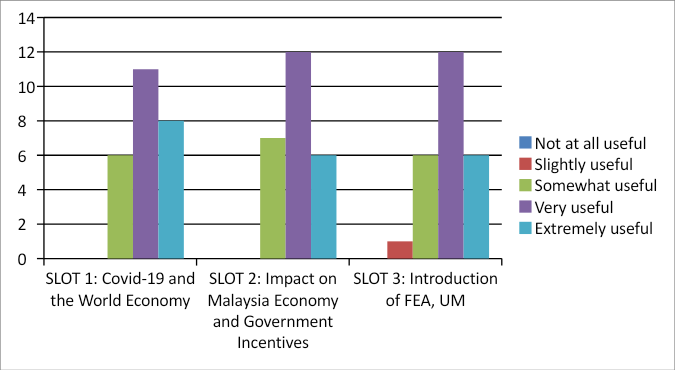 14
12
10
8
6
4
2
0
SLOT 1: Covid-19 and
the World Economy
SLOT 2: Impact on
Malaysia Economy
and Government
Incentives
SLOT 3: Introduction
of FEA, UM
Not at all useful
Slightly useful
Somewhat useful
Very useful
Extremely useful